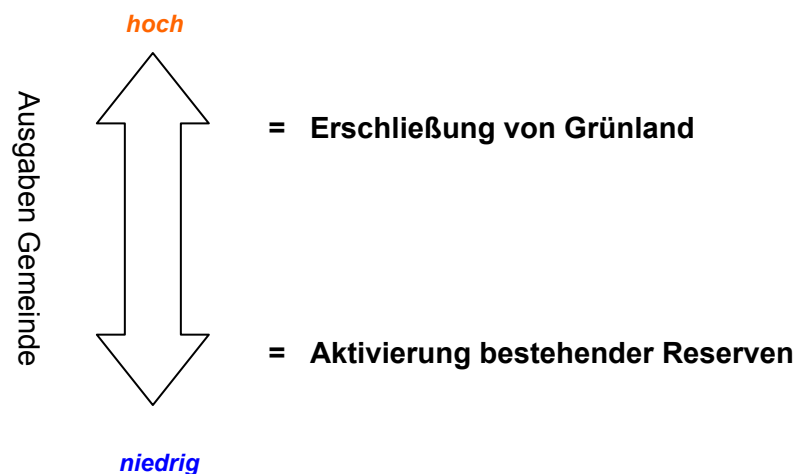 hoch
Ausgaben Gemeinde
= Erschließung von Grünland
= Aktivierung bestehender Reserven
niedrig